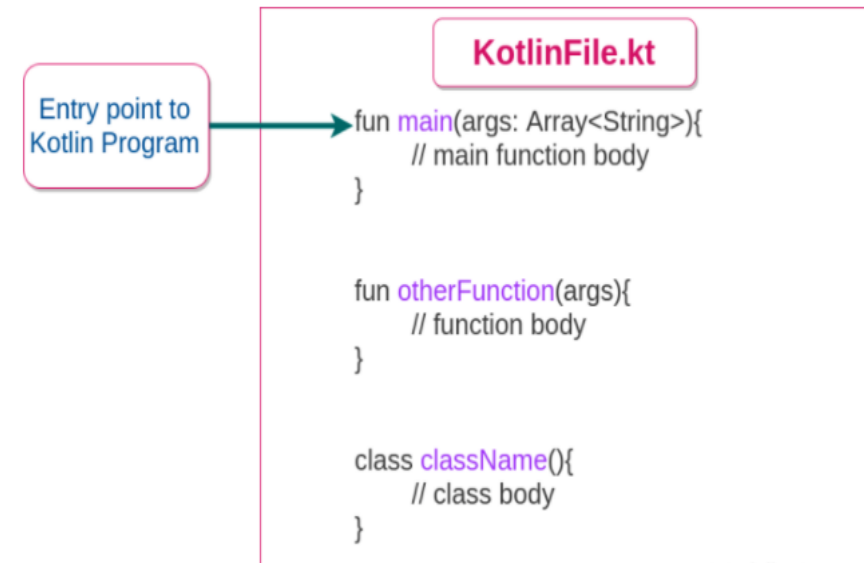 KotlinFile.kt
Entry point to
Kotlin Program
fun main(args: Array<String>){
// main function body
}
fun otherFunction(args){
// function body
}
class className(){
// class body
}